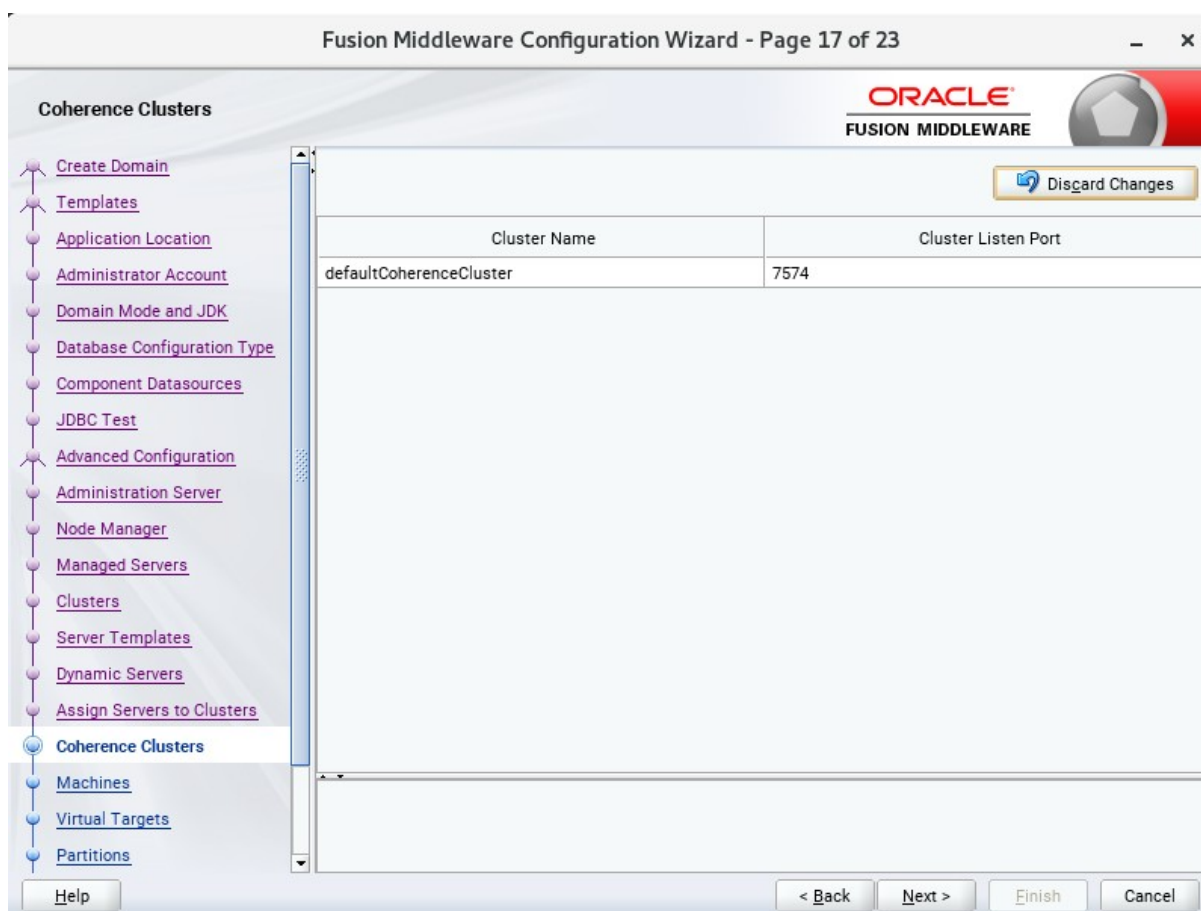 Fusion Middleware Configuration Wizard - Page 17 of 23
Coherence Clusters
ORACLE
FUSION MIDDLEWARE
Create Domain
Templates
Application Location
Administrator Account
Domain Mode and JDK
Database Configuration Type
Component Datasources
JDBC Test
Advanced Configuration
Administration Server
Node Manager
Managed Servers
Clusters
Server Templates
Dynamic Servers
Assign Servers to Clusters
Coherence Clusters
Machines
Virtual Targets
Partitions
Discard Changes
Cluster Name Cluster Listen Port
defaultCoherenceCluster 7574
Help < Back Next > Finish Cancel